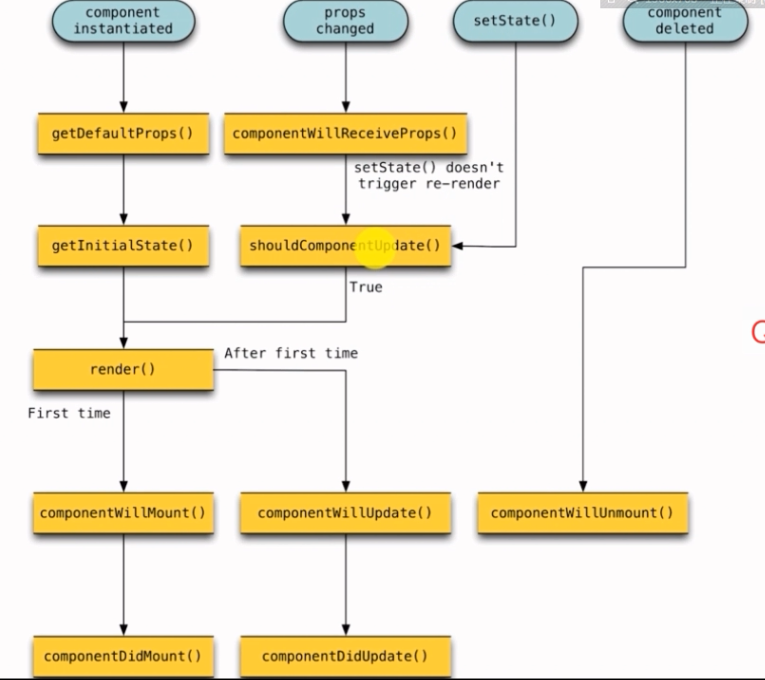 component
instantiated
props
changed
setState()
component
deleted
getDefaultProps()
componentWillReceiveProps()
setState() doesn't
trigger re-render
getInitialState()
shouldComponentUpdate()
True
render()
After first time
First time
componentWillMount()
componentWillUpdate()
componentWillUnmount()
componentDidMount()
componentDidUpdate()